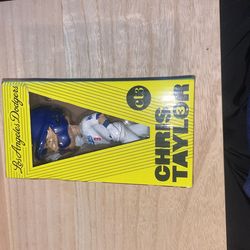 Los Angeles Dodgers
ct3
CHRIS
TAYLOR